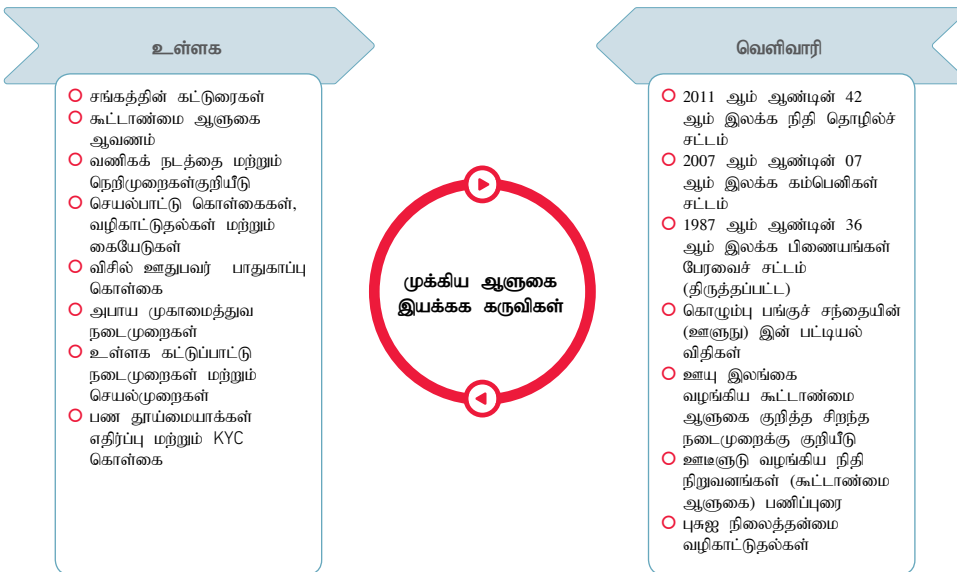 உள்ளக
சங்கத்தின் கட்டுரைகள்
கூட்டாண்மை ஆளுகை
ஆவணம்
வணிகக் நடத்தை மற்றும்
நெறிமுறைகள்குறியீடு
செயல்பாட்டு கொள்கைகள்,
வழிகாட்டுதல்கள் மற்றும்
கையேடுகள்
விசில் ஊதுபவர் பாதுகாப்பு
கொள்கை
அபாய முகாமைத்துவ
நடைமுறைகள்
உள்ளக கட்டுப்பாட்டு
நடைமுறைகள் மற்றும்
செயல்முறைகள்
பண தூய்மையாக்கள்
எதிர்ப்பு மற்றும் KYC
கொள்கை
முக்கிய ஆளுகை
இயக்கக கருவிகள்
வெளிவாரி
2011 ஆம் ஆண்டின் 42
ஆம் இலக்க நிதி தொழில்ச்
சட்டம்
2007 ஆம் ஆண்டின் 07
ஆம் இலக்க கம்பெனிகள்
சட்டம்
1987 ஆம் ஆண்டின் 36
ஆம் இலக்க பிணையங்கள்
பேரவைச் சட்டம்
(திருத்தப்பட்ட)
கொழும்பு பங்குச் சந்தையின்
(ஊளுநு) இன் பட்டியல்
விதிகள்
ஊயு இலங்கை
வழங்கிய கூட்டாண்மை
ஆளுகை குறித்த சிறந்த
நடைமுறைக்கு குறியீடு
ஊடீளுடு வழங்கிய நிதி
நிறுவனங்கள் (கூட்டாண்மை
ஆளுகை) பணிப்புரை
புசுஐ நிலைத்தன்மை
வழிகாட்டுதல்கள்